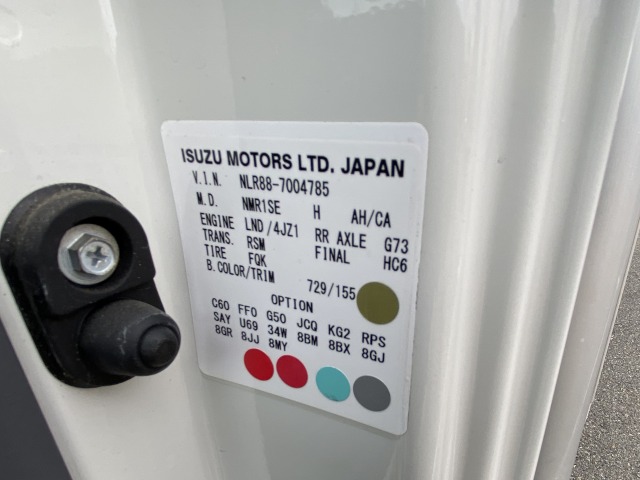 ISUZU MOTORS LTD. JAPAN
V.I.N. NLR88-7004785
M.D. NMR1SE H AH/CA
ENGINE LND/4JZ1 RR AXLE G73
TRANS. RSM FINAL HC6
TIRE FQK
B.COLOR/TRIM 729/155
OPTION
C60 FFO G50 JCQ KG2 RPS
SAY U69 34W 8BM 8BX 8GJ
8GR 8JJ 8MY